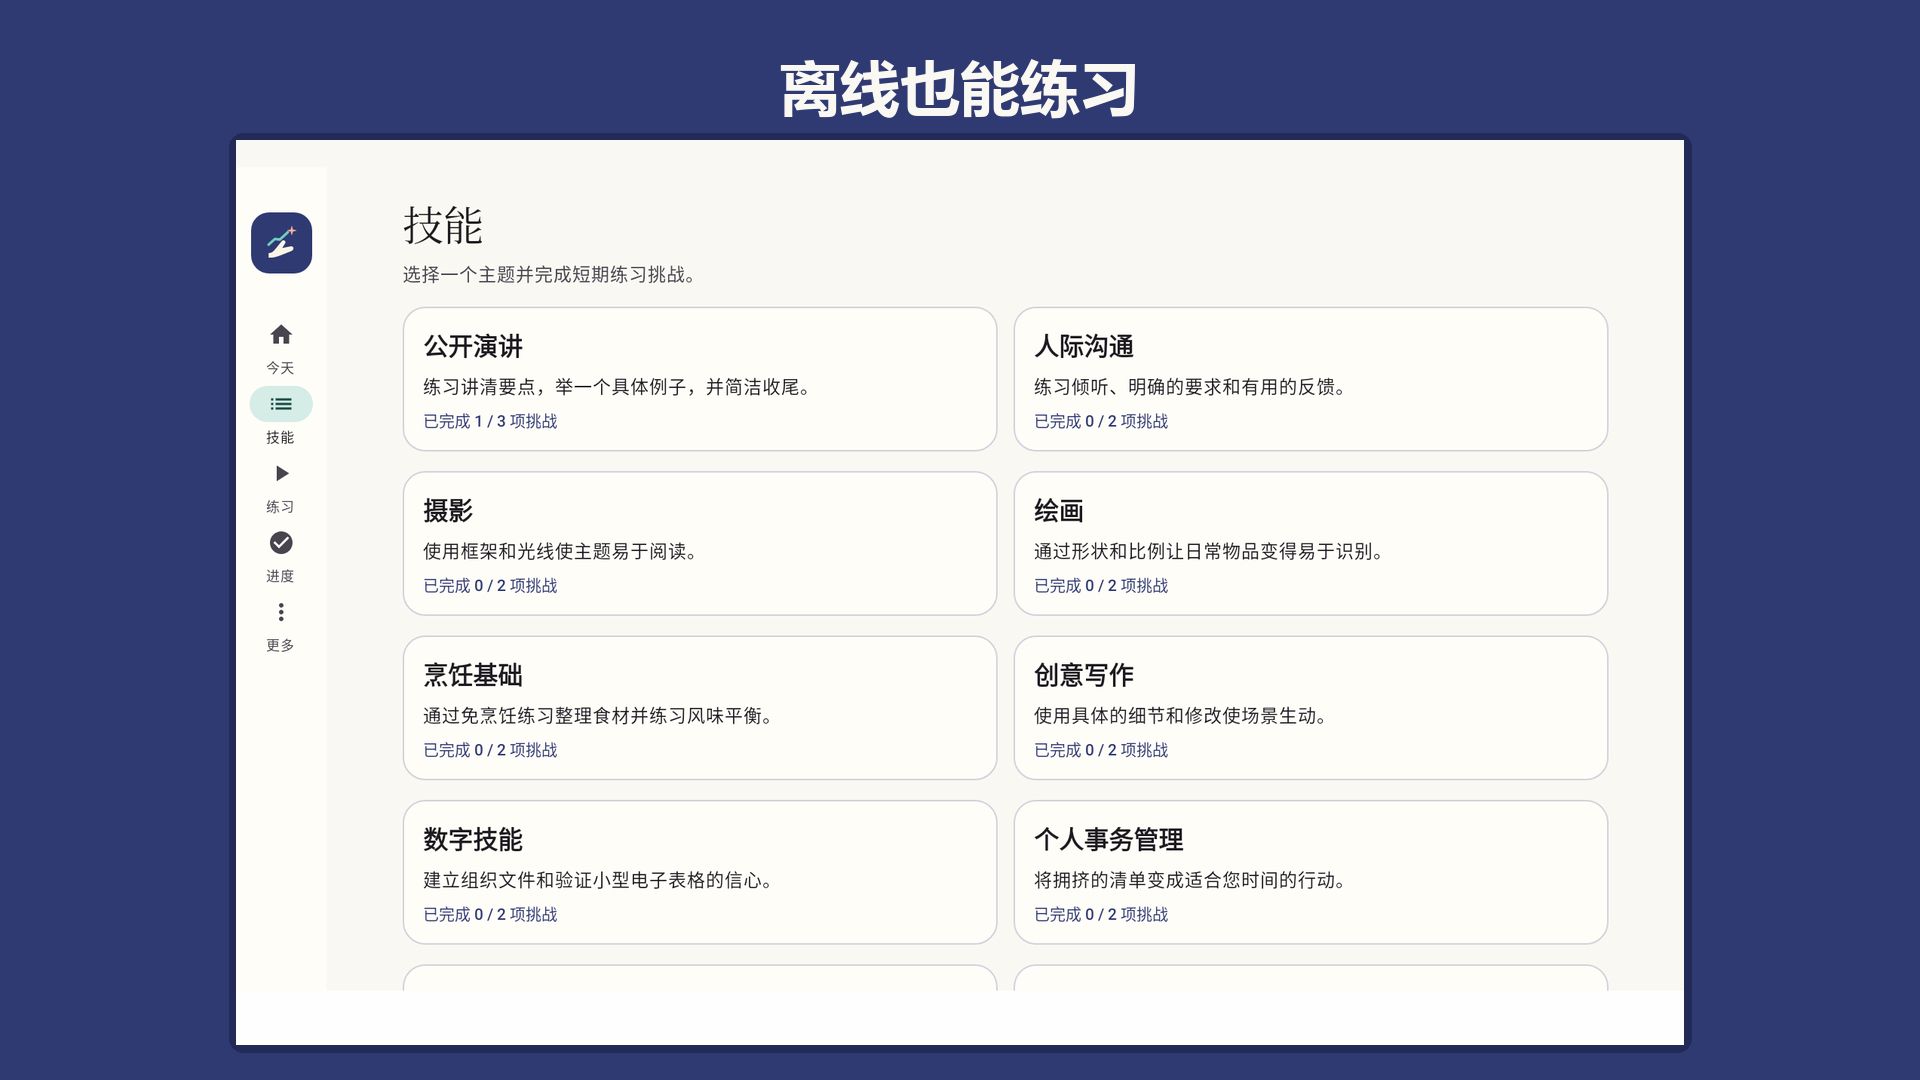 离线也能练习
技能
选择一个主题并完成短期练习挑战。
今天
技能
练习
进度
更多
公开演讲
练习讲清要点，举一个具体例子，并简洁收尾。
已完成 1 / 3 项挑战
人际沟通
练习倾听、明确的要求和有用的反馈。
已完成 0 / 2 项挑战
摄影
使用框架和光线使主题易于阅读。
已完成 0 / 2 项挑战
绘画
通过形状和比例让日常物品变得易于识别。
已完成 0 / 2 项挑战
烹饪基础
通过免烹饪练习整理食材并练习风味平衡。
已完成 0 / 2 项挑战
创意写作
使用具体的细节和修改使场景生动。
已完成 0 / 2 项挑战
数字技能
建立组织文件和验证小型电子表格的信心。
已完成 0 / 2 项挑战
个人事务管理
将拥挤的清单变成适合您时间的行动。
已完成 0 / 2 项挑战